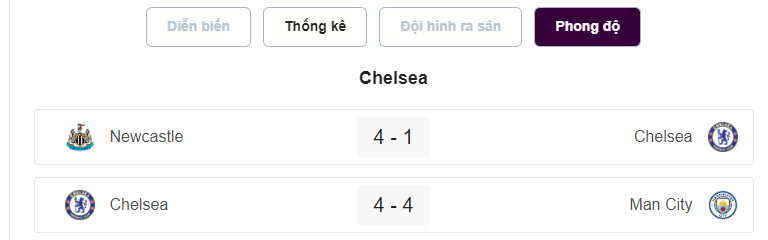 Diễn biến Thống kê Đội hình ra sân Phong độ
Chelsea
Newcastle 4 - 1 Chelsea
Chelsea 4 - 4 Man City